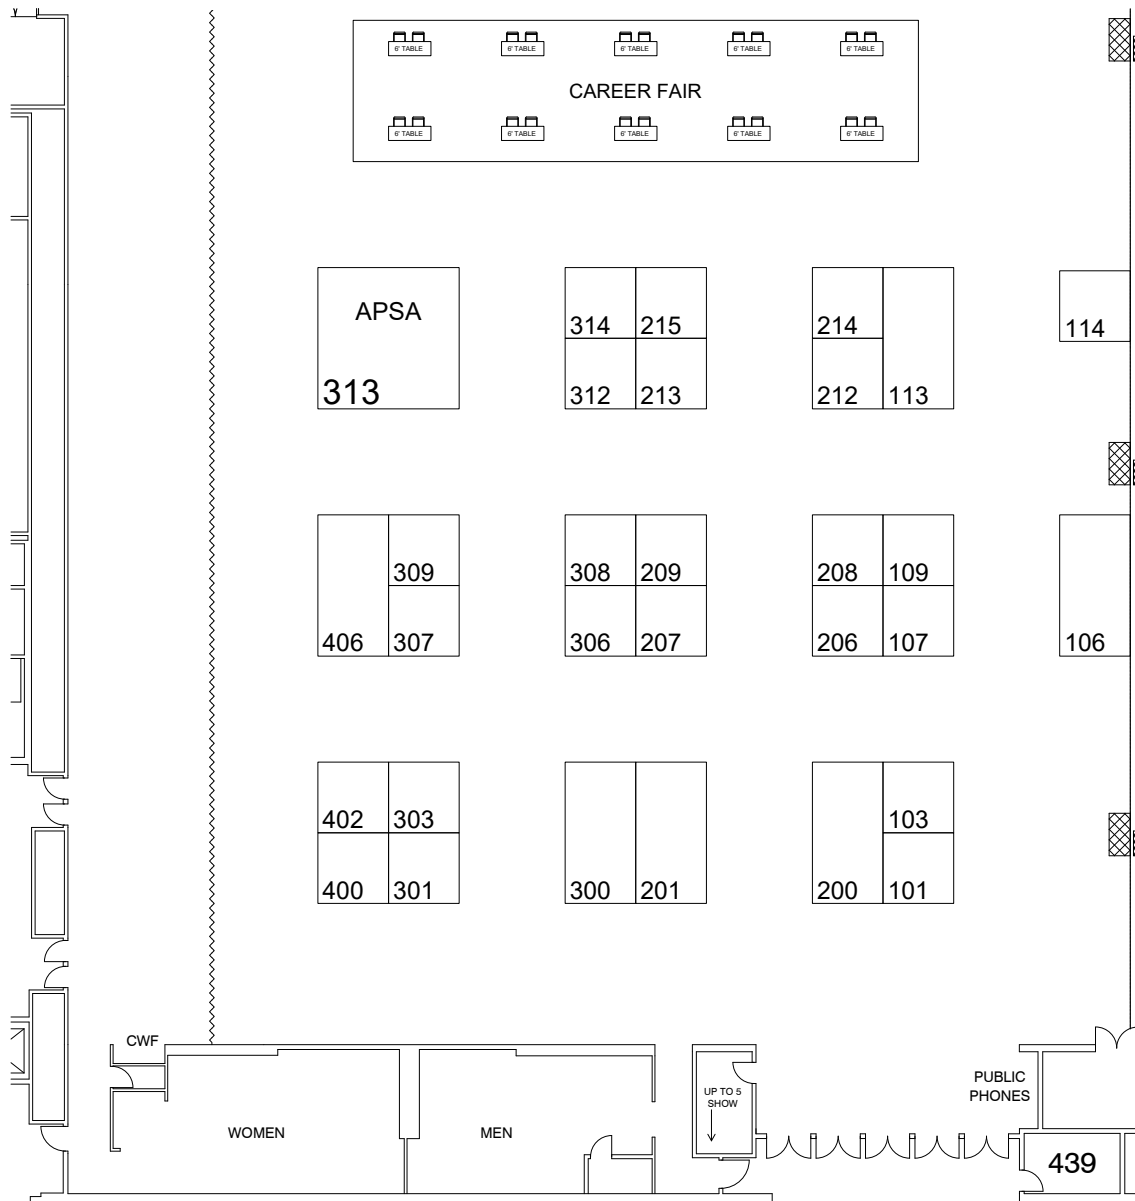 6' TABLE 6' TABLE 6' TABLE 6' TABLE 6' TABLE
CAREER FAIR
6' TABLE 6' TABLE 6' TABLE 6' TABLE 6' TABLE
APSA
314 215 214 114
313 312 213 212 113
309 308 209 208 109
406 307 306 207 206 107 106
402 303 103
400 301 300 201 200 101
CWF
PUBLIC
PHONES
UP TO 5
SHOW
WOMEN MEN
439